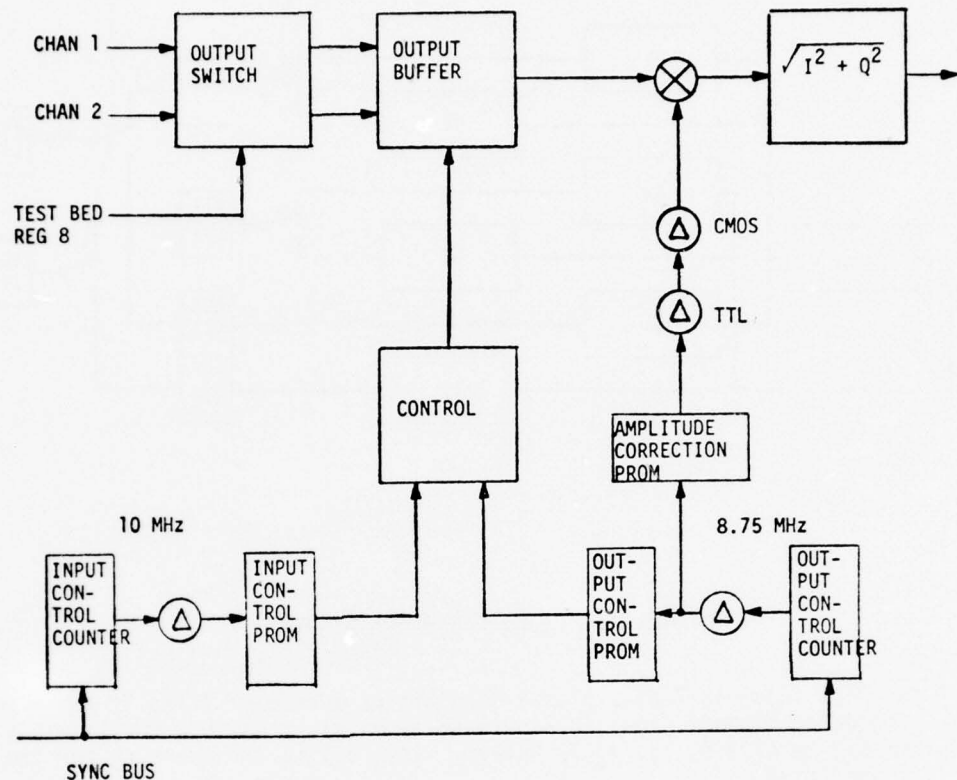 CHAN 1
CHAN 2
OUTPUT
SWITCH
OUTPUT
BUFFER
√I² + Q²
TEST BED
REG 8
Δ
CMOS
Δ
TTL
CONTROL
AMPLITUDE
CORRECTION
PROM
10 MHz
8.75 MHz
INPUT
CON-
TROL
COUNTER
Δ
INPUT
CON-
TROL
PROM
OUT-
PUT
CON-
TROL
PROM
Δ
OUT-
PUT
CON-
TROL
COUNTER
SYNC BUS